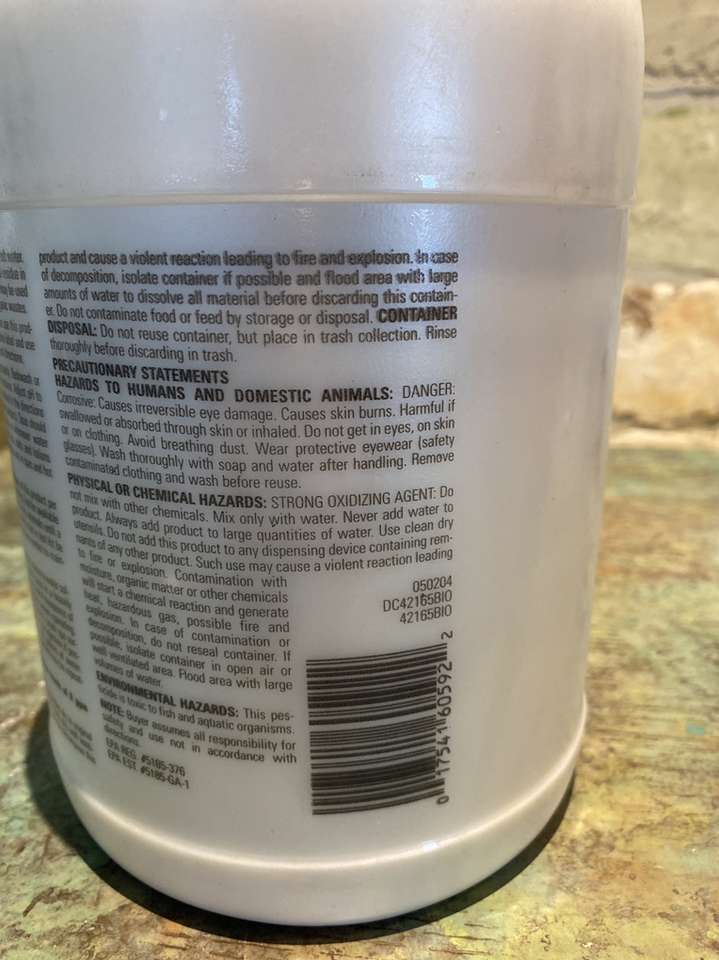 product and cause a violent reaction leading to fire and explosion. In case
of decomposition, isolate container if possible and flood area with large
amounts of water to dissolve all material before discarding this contain-
er. Do not contaminate food or feed by storage or disposal. CONTAINER
DISPOSAL: Do not reuse container, but place in trash collection. Rinse
thoroughly before discarding in trash.
PRECAUTIONARY STATEMENTS
HAZARDS TO HUMANS AND DOMESTIC ANIMALS: DANGER:
Corrosive: Causes irreversible eye damage. Causes skin burns. Harmful if
swallowed or absorbed through skin or inhaled. Do not get in eyes, on skin
or on clothing. Avoid breathing dust. Wear protective eyewear (safety
glasses). Wash thoroughly with soap and water after handling. Remove
contaminated clothing and wash before reuse.
PHYSICAL OR CHEMICAL HAZARDS: STRONG OXIDIZING AGENT: Do
not mix with other chemicals. Mix only with water. Never add water to
product. Always add product to large quantities of water. Use clean dry
utensils. Do not add this product to any dispensing device containing rem-
nants of any other product. Such use may cause a violent reaction leading
to fire or explosion. Contamination with
moisture, organic matter or other chemicals
will start a chemical reaction and generate
heat, hazardous gas, possible fire and
explosion. In case of contamination or
decomposition, do not reseal container. If
possible, isolate container in open air or
well ventilated area. Flood area with large
volumes of water.
ENVIRONMENTAL HAZARDS: This pes-
ticide is toxic to fish and aquatic organisms.
NOTE: Buyer assumes all responsibility for
safety and use not in accordance with
directions.
EPA REG. #5185-376
EPA EST. #5185-GA-1
050204
DC42165BIO
42165BIO
0 17541 60592 2